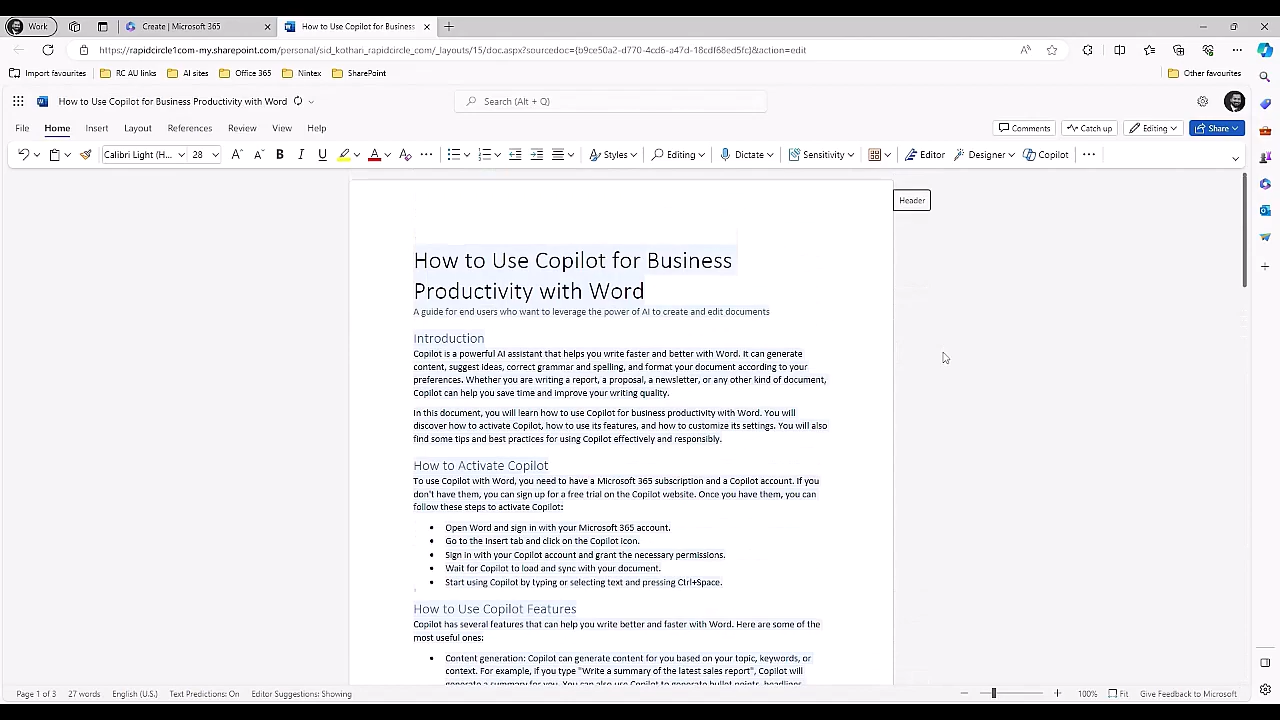 Work
Create | Microsoft 365
How to Use Copilot for Business
https://rapidcircle1com-my.sharepoint.com/personal/sid_kothari_rapidcircle_com/_layouts/15/doc.aspx?sourcedoc={b9ce50a2-d770-4cd6-a47d-18cdf68ed5fc}&action=edit
Import favourites
RC AU links
AI sites
Office 365
Nintex
SharePoint
Other favourites
How to Use Copilot for Business Productivity with Word
Search (Alt + Q)
File
Home
Insert
Layout
References
Review
View
Help
Comments
Catch up
Editing
Share
Calibri Light (H...
28
Styles
Editing
Dictate
Sensitivity
Editor
Designer
Copilot
Header
How to Use Copilot for Business
Productivity with Word
A guide for end users who want to leverage the power of AI to create and edit documents
Introduction
Copilot is a powerful AI assistant that helps you write faster and better with Word. It can generate
content, suggest ideas, correct grammar and spelling, and format your document according to your
preferences. Whether you are writing a report, a proposal, a newsletter, or any other kind of document,
Copilot can help you save time and improve your writing quality.
In this document, you will learn how to use Copilot for business productivity with Word. You will
discover how to activate Copilot, how to use its features, and how to customize its settings. You will also
find some tips and best practices for using Copilot effectively and responsibly.
How to Activate Copilot
To use Copilot with Word, you need to have a Microsoft 365 subscription and a Copilot account. If you
don't have them, you can sign up for a free trial on the Copilot website. Once you have them, you can
follow these steps to activate Copilot:
• Open Word and sign in with your Microsoft 365 account.
• Go to the Insert tab and click on the Copilot icon.
• Sign in with your Copilot account and grant the necessary permissions.
• Wait for Copilot to load and sync with your document.
• Start using Copilot by typing or selecting text and pressing Ctrl+Space.
How to Use Copilot Features
Copilot has several features that can help you write better and faster with Word. Here are some of the
most useful ones:
• Content generation: Copilot can generate content for you based on your topic, keywords, or
context. For example, if you type "Write a summary of the latest sales report", Copilot will
generate a summary for you. You can also use Copilot to generate bullet points, headlines,
Page 1 of 3
27 words
English (U.S.)
Text Predictions: On
Editor Suggestions: Showing
100%
Fit
Give Feedback to Microsoft